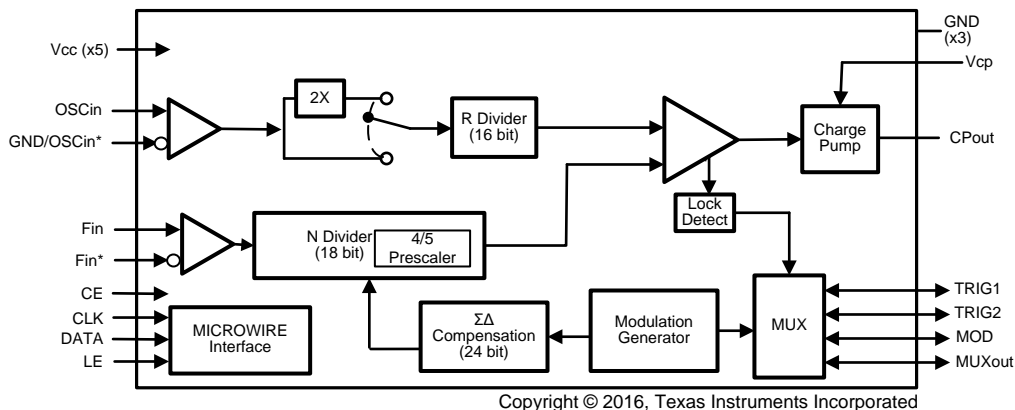 GND
(x3)
Vcc (x5)
Vcp
OSCin
GND/OSCin*
2X
R Divider
(16 bit)
Charge
Pump
CPout
Lock
Detect
Fin
Fin*
N Divider
(18 bit)
4/5
Prescaler
CE
CLK
DATA
LE
MICROWIRE
Interface
ΣΔ
Compensation
(24 bit)
Modulation
Generator
MUX
TRIG1
TRIG2
MOD
MUXout
Copyright © 2016, Texas Instruments Incorporated